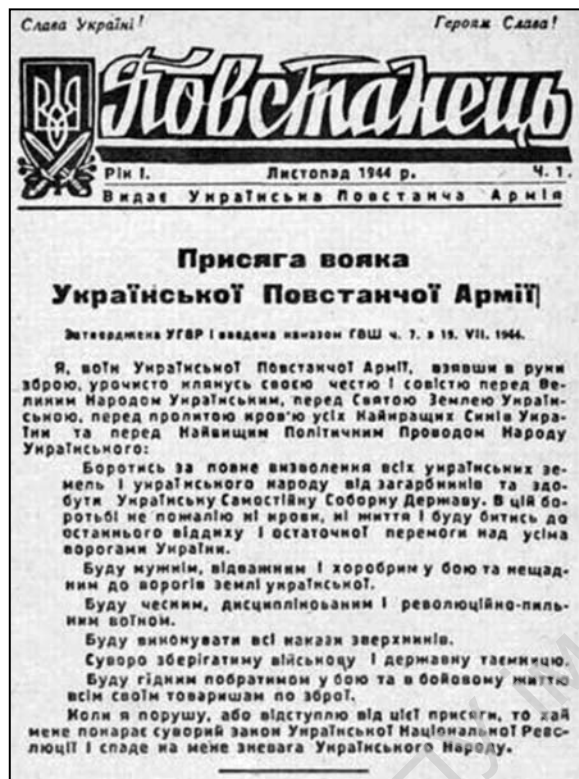 Слава Україні! Героям Слава!
Повстанець
Рік I. Листопад 1944 р. Ч. 1.
Видає Українська Повстанча Армія
Присяга вояка
Української Повстанчої Армії
Затверджена УГВР і введена наказом ГВШ ч. 7. з 19. VII. 1944.
Я, воїн Української Повстанчої Армії, взявши в руки
зброю, урочисто клянусь своєю честю і совістю перед Ве-
ликим Народом Українським, перед Святою Землею Україн-
ською, перед пролитою кров'ю усіх Найкращих Синів Укра-
їни та перед Найвищим Політичним Проводом Народу
Українського:
Боротись за повне визволення всіх українських зе-
мель і українського народу від загарбників та здо-
бути Українську Самостійну Соборну Державу. В цій бо-
ротьбі не пожалію ні крови, ні життя і буду битись до
останнього віддиху і остаточної перемоги над усіма
ворогами України.
Буду мужнім, відважним і хоробрим у бою та нещад-
ним до ворогів землі української.
Буду чесним, дисциплінованим і революційно-пиль-
ним воїном.
Буду виконувати всі накази зверхників.
Суворо зберігатиму військову і державну таємницю.
Буду гідним побратимом у бою та в бойовому життю
всім своїм товаришам по зброї.
Коли я порушу, або відступлю від цієї присяги, то хай
мене покарає суворий закон Української Національної Рево-
люції і спаде на мене зневага Українського Народу.